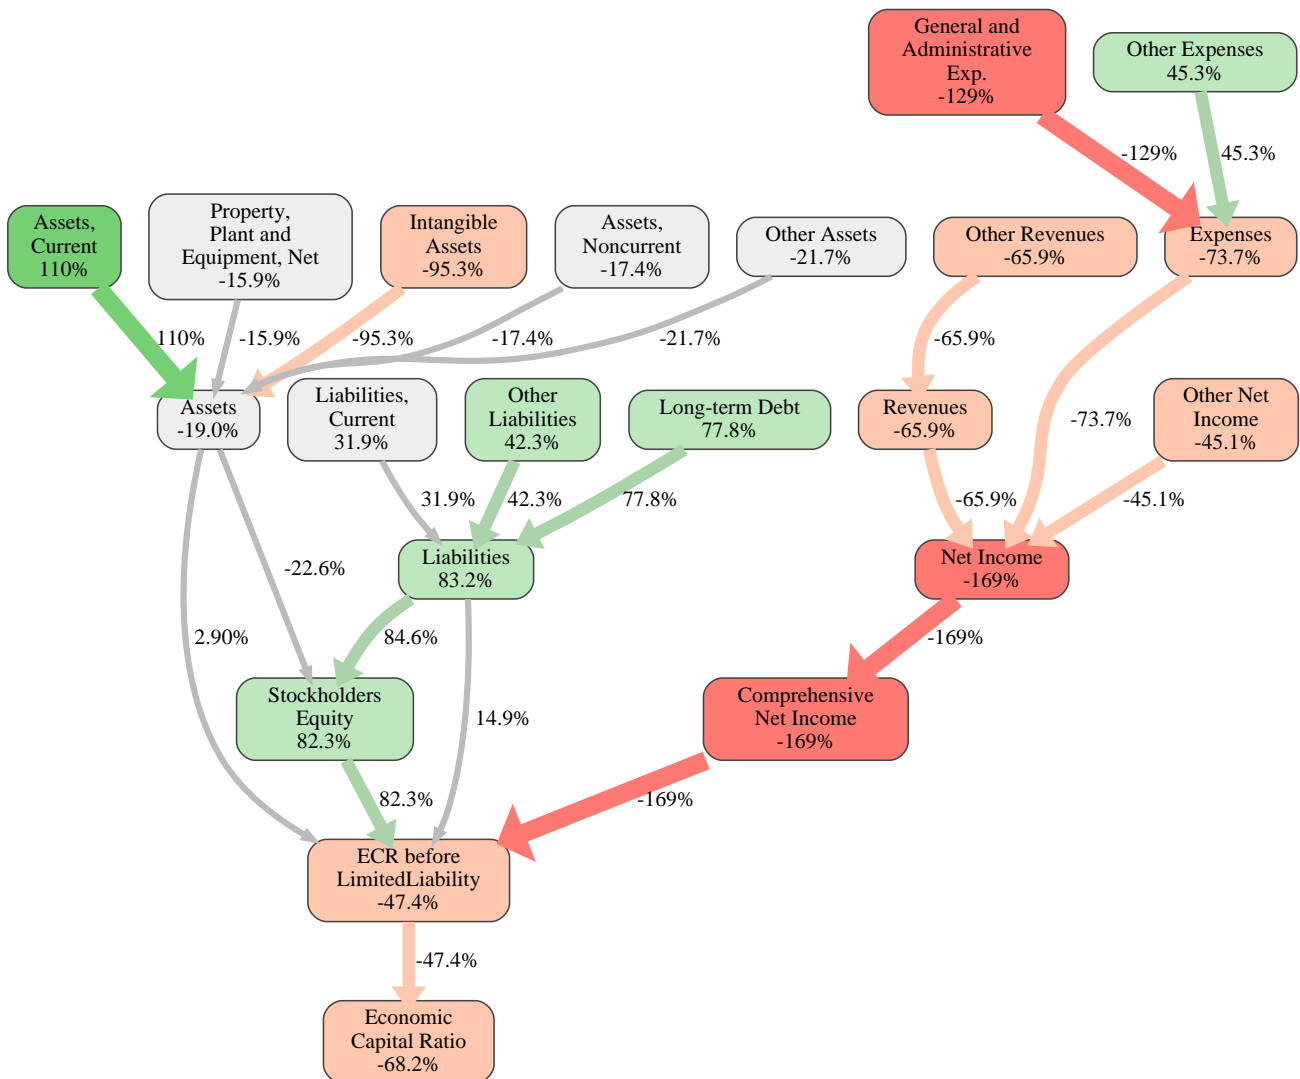 General and
Administrative
Exp.
-129%
Other Expenses
45.3%
-129%
45.3%
Assets,
Current
110%
Property,
Plant and
Equipment, Net
-15.9%
Intangible
Assets
-95.3%
Assets,
Noncurrent
-17.4%
Other Assets
-21.7%
Other Revenues
-65.9%
Expenses
-73.7%
110%
-15.9%
-95.3%
-17.4%
-21.7%
-65.9%
Assets
-19.0%
Liabilities,
Current
31.9%
Other
Liabilities
42.3%
Long-term Debt
77.8%
Revenues
-65.9%
-73.7%
Other Net
Income
-45.1%
31.9%
42.3%
77.8%
-65.9%
-45.1%
-22.6%
Liabilities
83.2%
Net Income
-169%
2.90%
84.6%
-169%
Stockholders
Equity
82.3%
14.9%
Comprehensive
Net Income
-169%
82.3%
-169%
ECR before
LimitedLiability
-47.4%
-47.4%
Economic
Capital Ratio
-68.2%